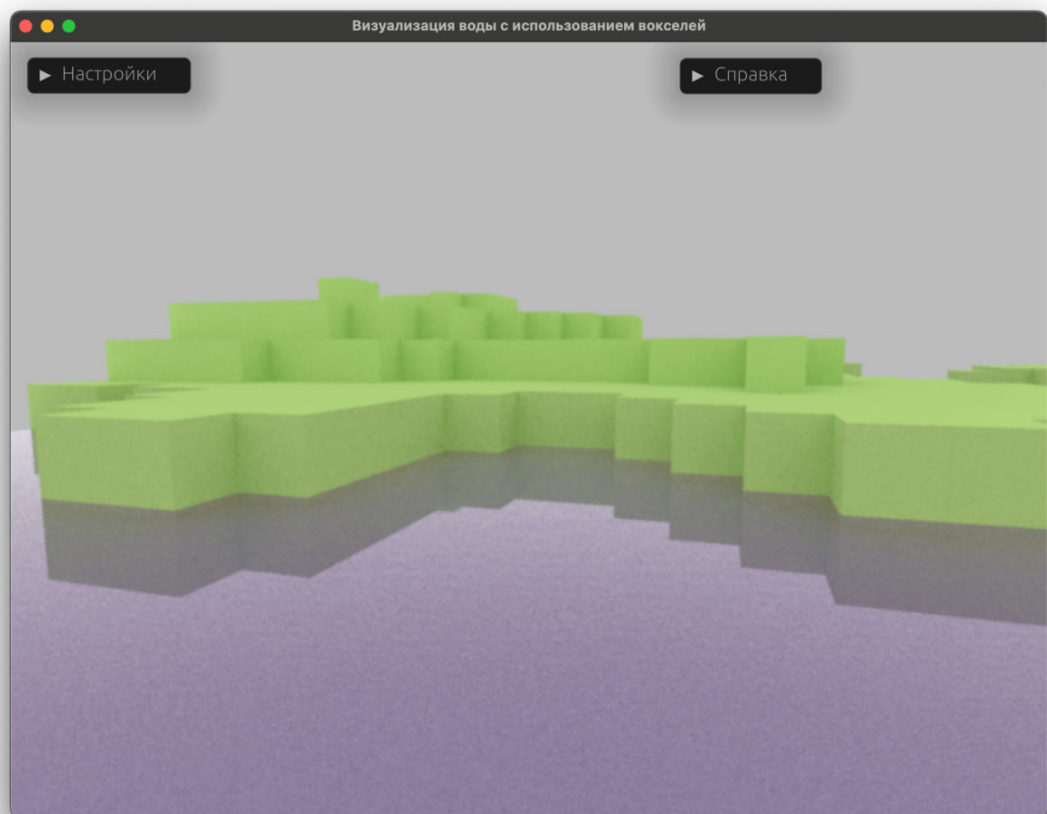 Визуализация воды с использованием вокселей
Настройки
Справка